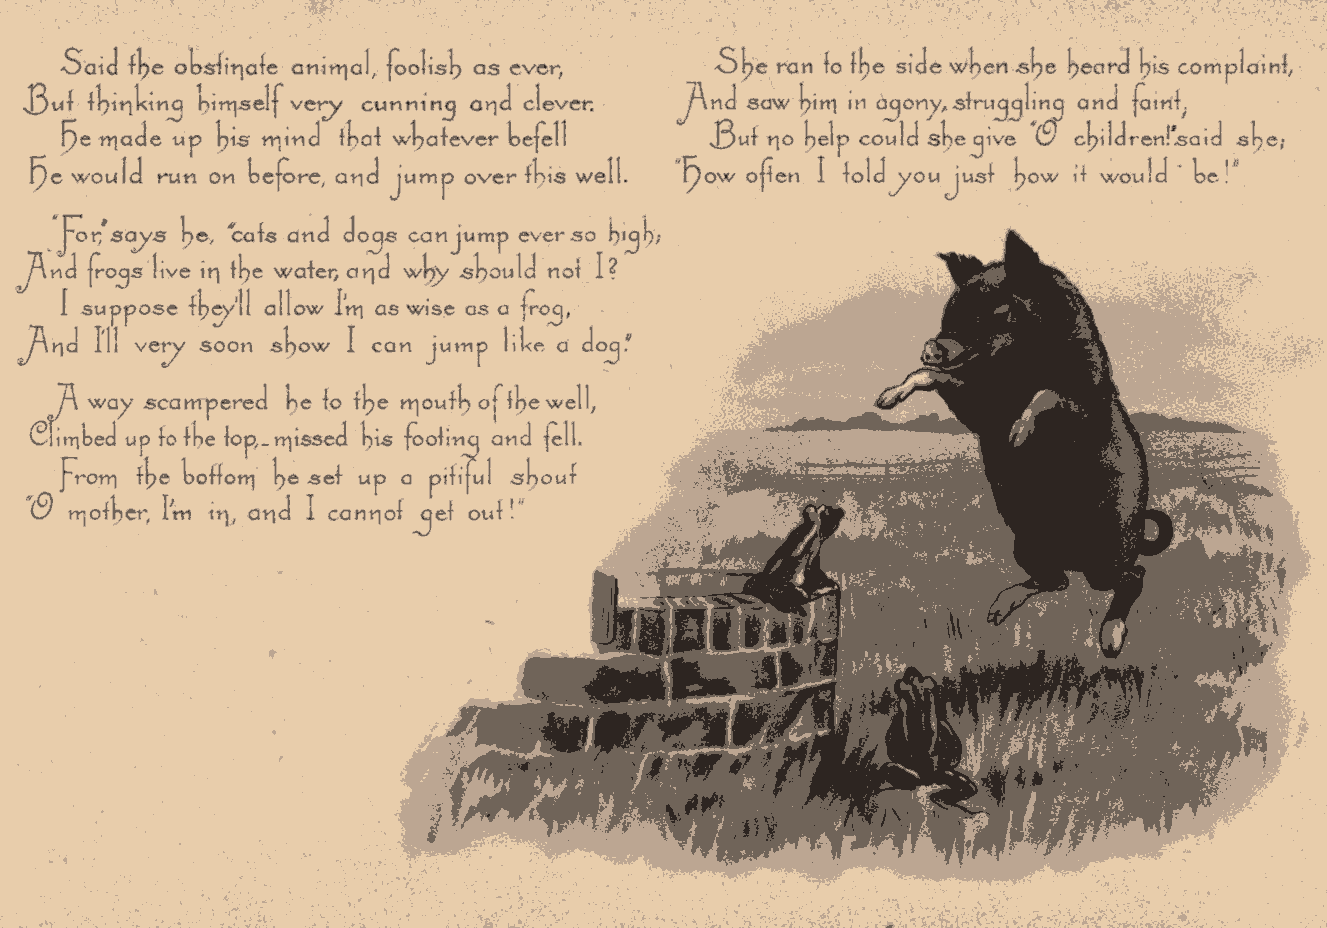 Said the obstinate animal, foolish as ever,
But thinking himself very cunning and clever.
He made up his mind that whatever befell
He would run on before, and jump over this well.
"For," says he, "cats and dogs can jump ever so high,
And frogs live in the water, and why should not I?
I suppose they'll allow I'm as wise as a frog,
And I'll very soon show I can jump like a dog."
A way scampered he to the mouth of the well,
Climbed up to the top,-missed his footing and fell.
From the bottom he set up a pitiful shout
"O mother, I'm in, and I cannot get out!"
She ran to the side when she heard his complaint,
And saw him in agony, struggling and faint,
But no help could she give "O children!" said she;
"How often I told you just how it would be!"